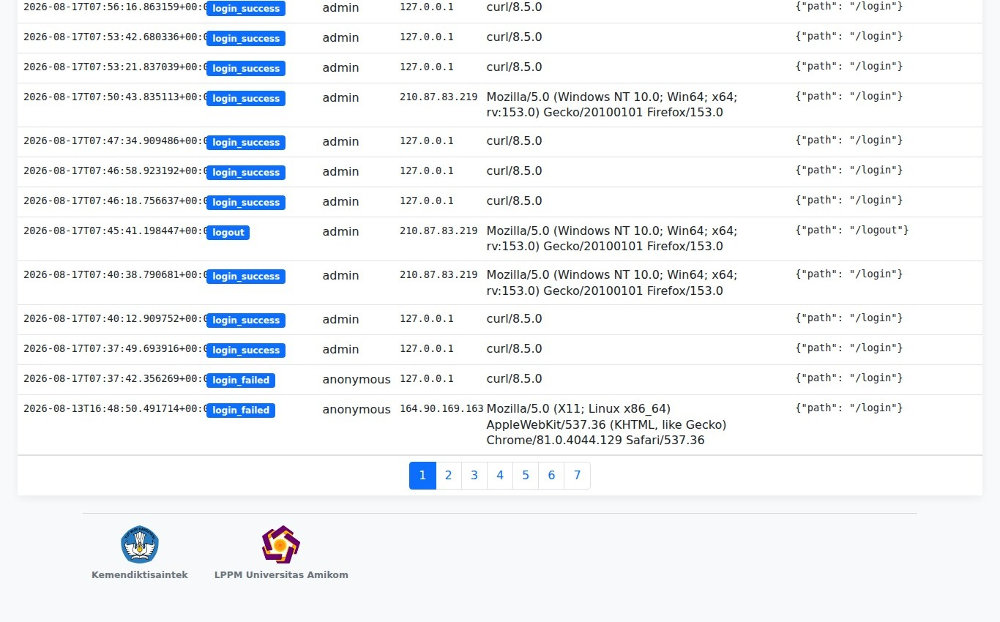 2026-08-17T07:56:16.863159+00:0 login_success admin 127.0.0.1 curl/8.5.0 {"path": "/login"}
2026-08-17T07:53:42.680336+00:0 login_success admin 127.0.0.1 curl/8.5.0 {"path": "/login"}
2026-08-17T07:53:21.837039+00:0 login_success admin 127.0.0.1 curl/8.5.0 {"path": "/login"}
2026-08-17T07:50:43.835113+00:0 login_success admin 210.87.83.219 Mozilla/5.0 (Windows NT 10.0; Win64; x64; {"path": "/login"}
rv:153.0) Gecko/20100101 Firefox/153.0
2026-08-17T07:47:34.909486+00:0 login_success admin 127.0.0.1 curl/8.5.0 {"path": "/login"}
2026-08-17T07:46:58.923192+00:0 login_success admin 127.0.0.1 curl/8.5.0 {"path": "/login"}
2026-08-17T07:46:18.756637+00:0 login_success admin 127.0.0.1 curl/8.5.0 {"path": "/login"}
2026-08-17T07:45:41.198447+00:0 logout admin 210.87.83.219 Mozilla/5.0 (Windows NT 10.0; Win64; x64; {"path": "/logout"}
rv:153.0) Gecko/20100101 Firefox/153.0
2026-08-17T07:40:38.790681+00:0 login_success admin 210.87.83.219 Mozilla/5.0 (Windows NT 10.0; Win64; x64; {"path": "/login"}
rv:153.0) Gecko/20100101 Firefox/153.0
2026-08-17T07:40:12.909752+00:0 login_success admin 127.0.0.1 curl/8.5.0 {"path": "/login"}
2026-08-17T07:37:49.693916+00:0 login_success admin 127.0.0.1 curl/8.5.0 {"path": "/login"}
2026-08-17T07:37:42.356269+00:0 login_failed anonymous 127.0.0.1 curl/8.5.0 {"path": "/login"}
2026-08-13T16:48:50.491714+00:0 login_failed anonymous 164.90.169.163 Mozilla/5.0 (X11; Linux x86_64) {"path": "/login"}
AppleWebKit/537.36 (KHTML, like Gecko)
Chrome/81.0.4044.129 Safari/537.36
1 2 3 4 5 6 7
Kemendiktisaintek LPPM Universitas Amikom